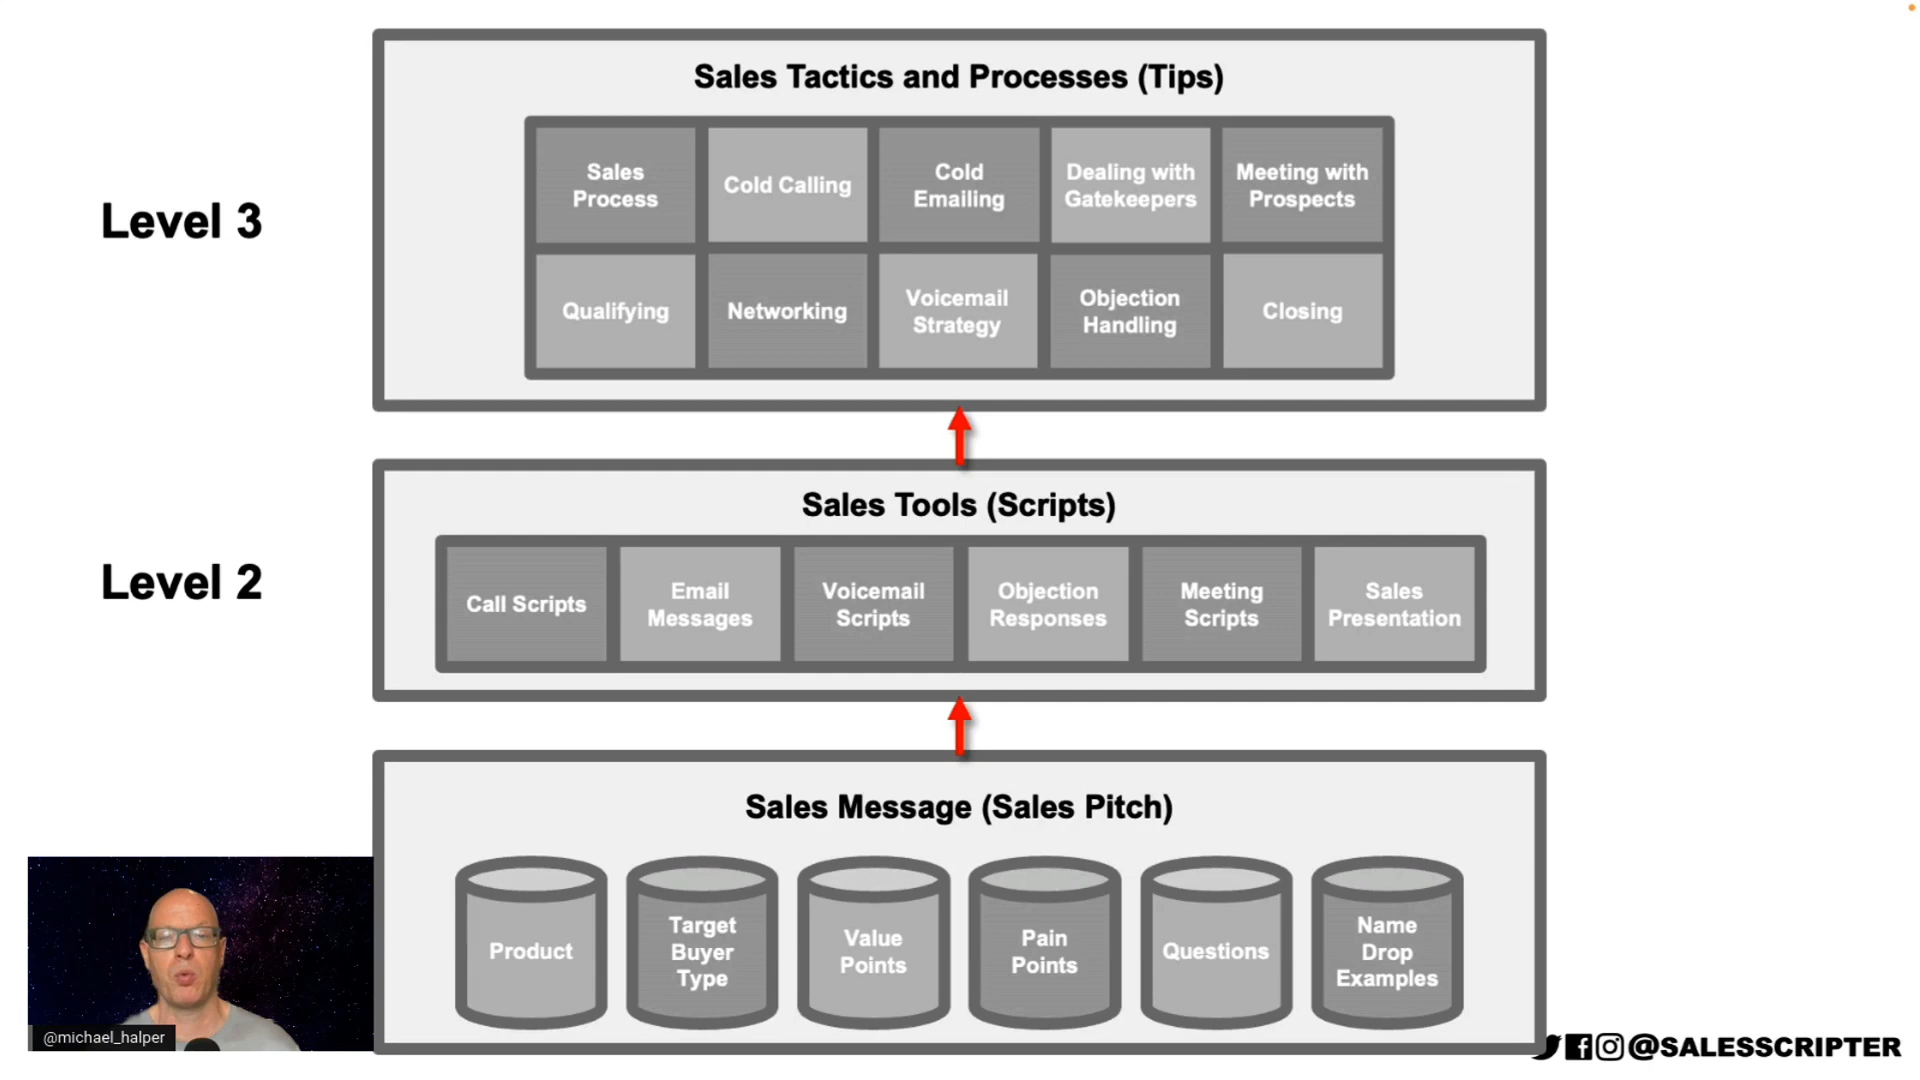 Sales Tactics and Processes (Tips)
Level 3
Sales
Process
Cold Calling
Cold
Emailing
Dealing with
Gatekeepers
Meeting with
Prospects
Qualifying
Networking
Voicemail
Strategy
Objection
Handling
Closing
Sales Tools (Scripts)
Level 2
Call Scripts
Email
Messages
Voicemail
Scripts
Objection
Responses
Meeting
Scripts
Sales
Presentation
Sales Message (Sales Pitch)
Product
Target
Buyer
Type
Value
Points
Pain
Points
Questions
Name
Drop
Examples
@michael_halper
@SALESSCRIPTER